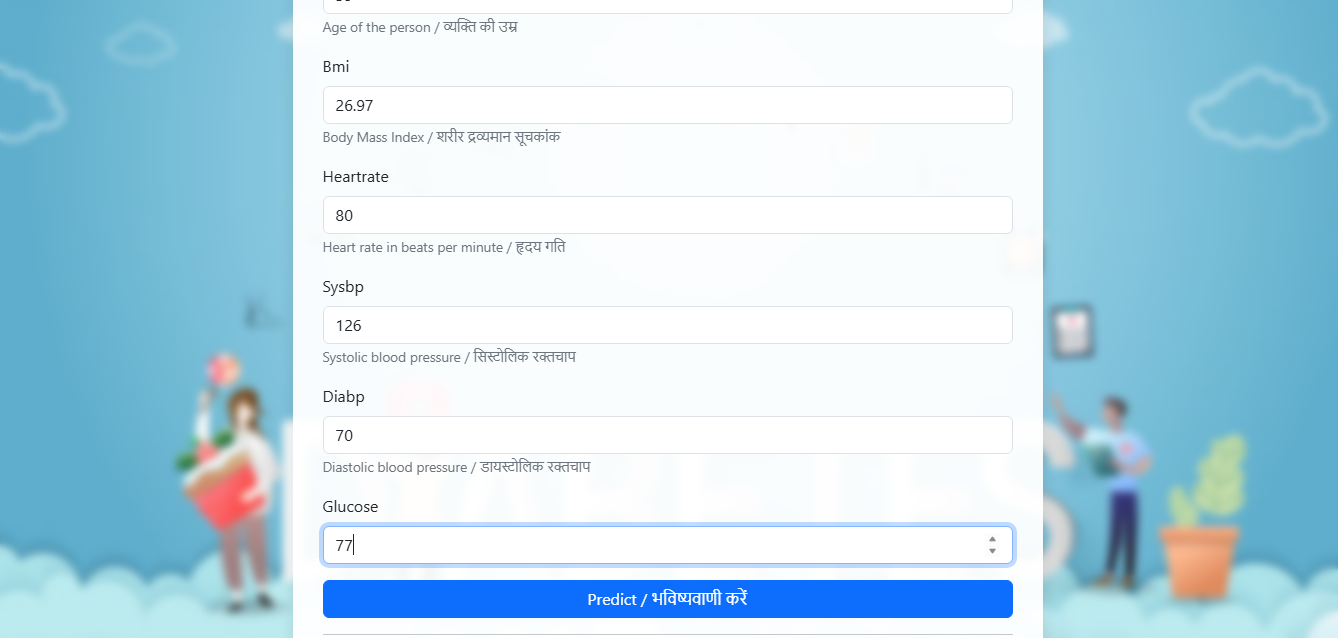 Age of the person / व्यक्ति की उम्र
Bmi
26.97
Body Mass Index / शरीर द्रव्यमान सूचकांक
Heartrate
80
Heart rate in beats per minute / हृदय गति
Sysbp
126
Systolic blood pressure / सिस्टोलिक रक्तचाप
Diabp
70
Diastolic blood pressure / डायस्टोलिक रक्तचाप
Glucose
77
Predict / भविष्यवाणी करें